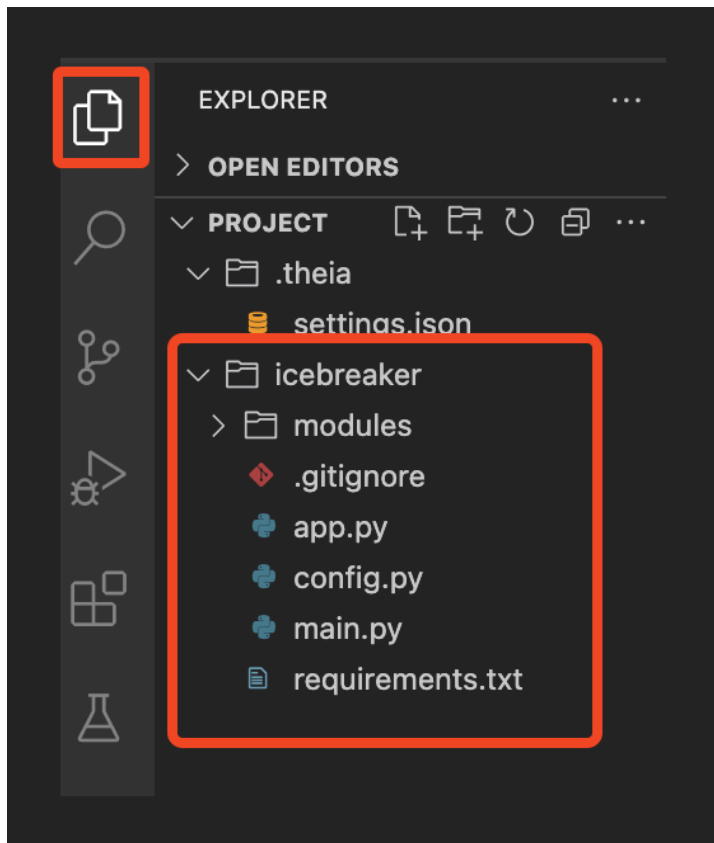 EXPLORER
OPEN EDITORS
PROJECT
.theia
settings.json
icebreaker
modules
.gitignore
app.py
config.py
main.py
requirements.txt